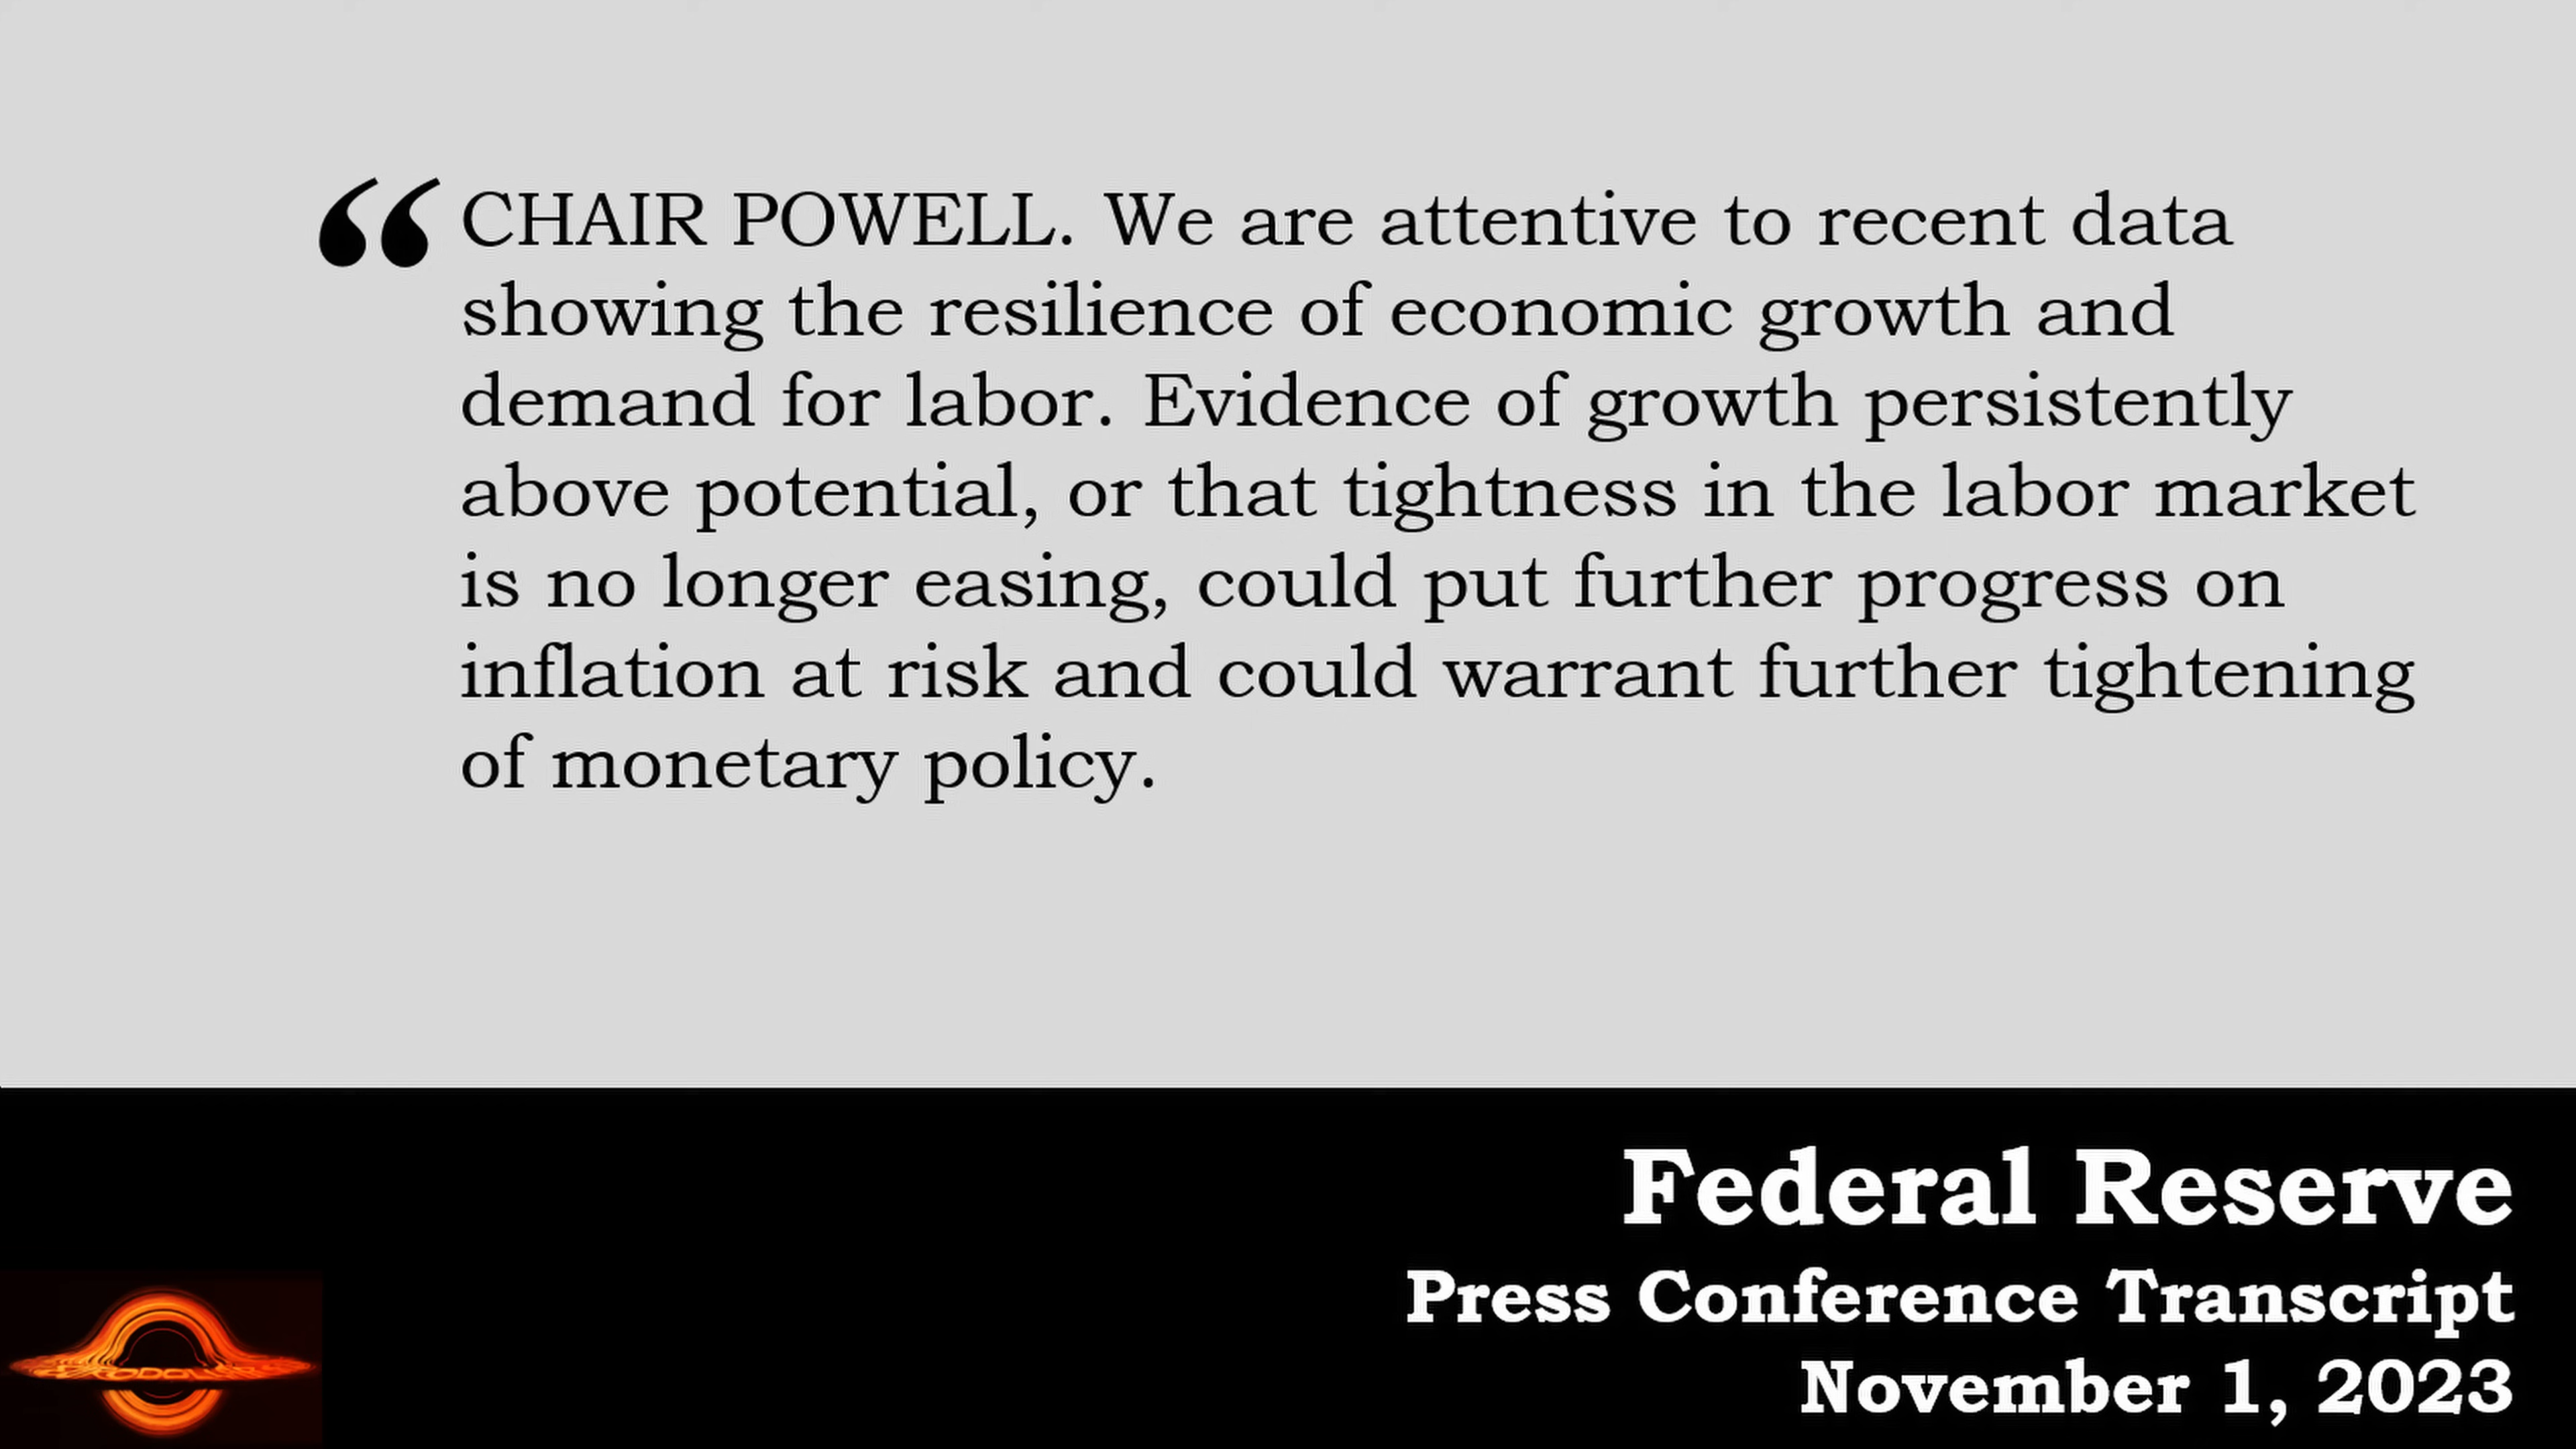 “CHAIR POWELL. We are attentive to recent data
showing the resilience of economic growth and
demand for labor. Evidence of growth persistently
above potential, or that tightness in the labor market
is no longer easing, could put further progress on
inflation at risk and could warrant further tightening
of monetary policy.
Federal Reserve
Press Conference Transcript
November 1, 2023